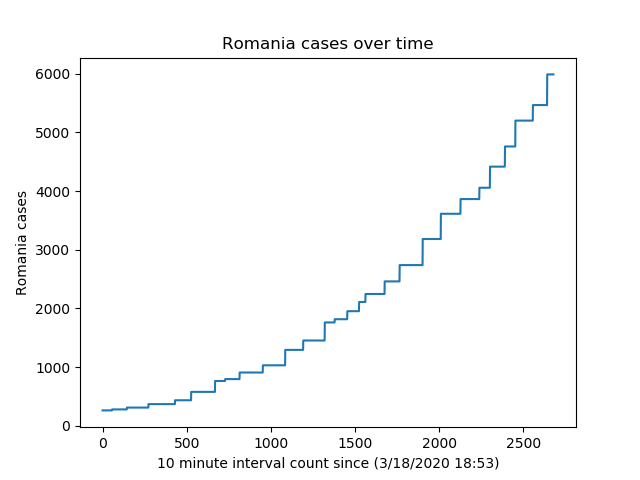 Romania cases over time
6000
5000
4000
3000
2000
1000
0
Romania cases
0 500 1000 1500 2000 2500
10 minute interval count since (3/18/2020 18:53)